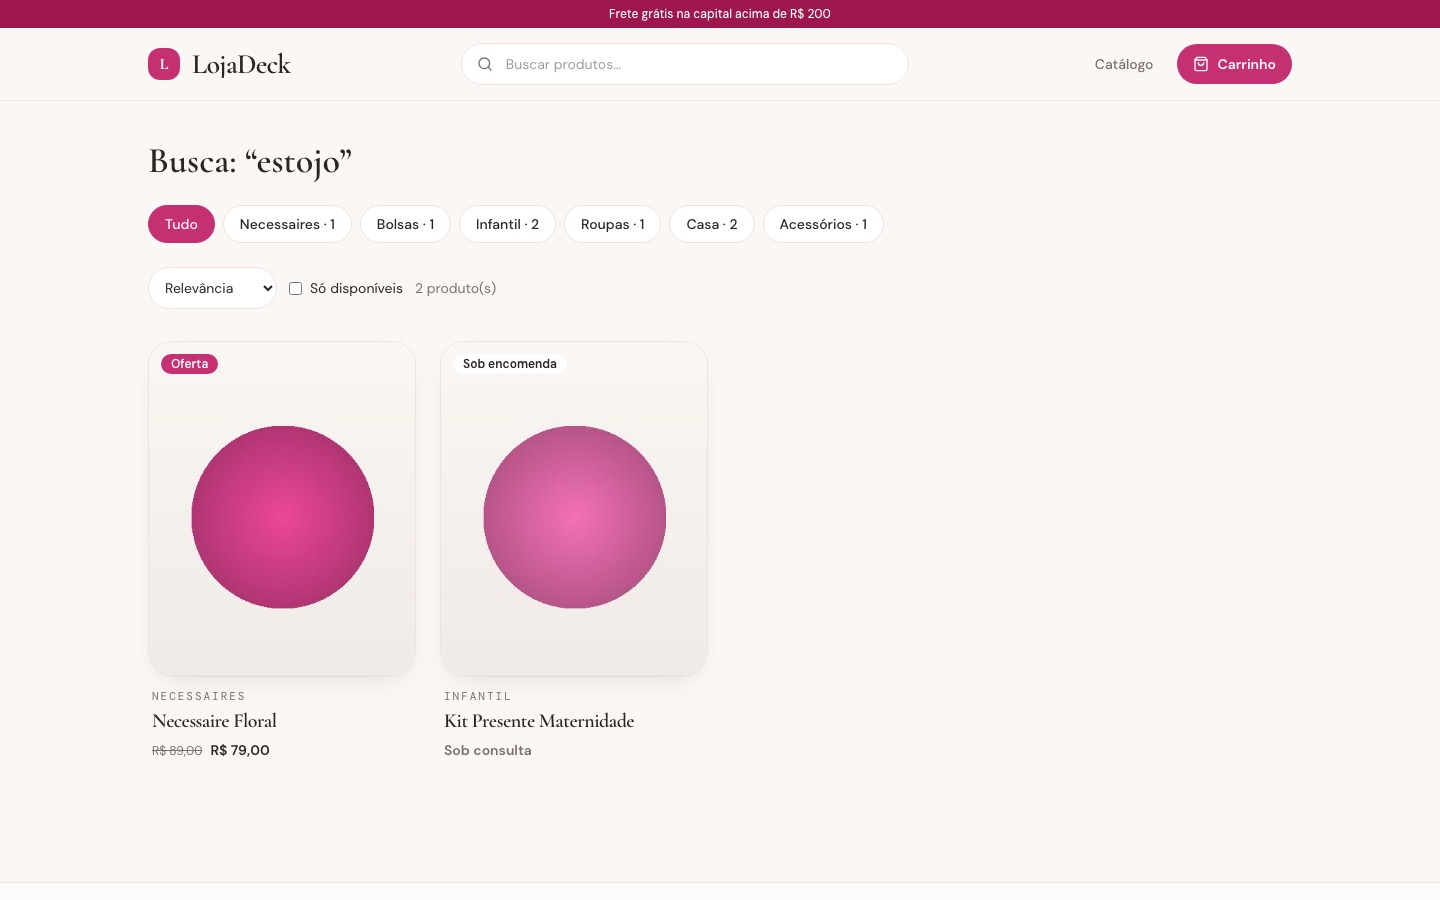 Frete grátis na capital acima de R$ 200
L LojaDeck Buscar produtos… Catálogo Carrinho
Busca: “estojo”
Tudo Necessaires · 1 Bolsas · 1 Infantil · 2 Roupas · 1 Casa · 2 Acessórios · 1
Relevância Só disponíveis 2 produto(s)
Oferta Sob encomenda
NECESSAIRES
Necessaire Floral
R$ 89,00 R$ 79,00
INFANTIL
Kit Presente Maternidade
Sob consulta